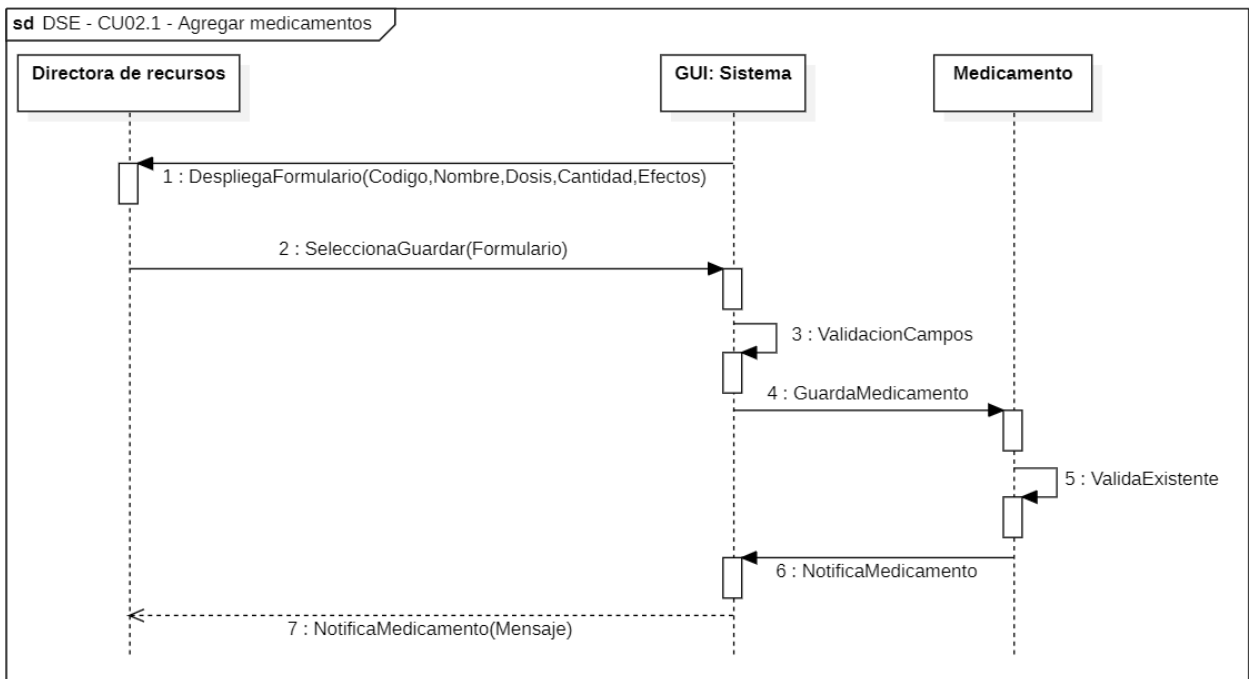 sd DSE - CU02.1 - Agregar medicamentos
Directora de recursos
GUI: Sistema
Medicamento
1 : DespliegaFormulario(Codigo,Nombre,Dosis,Cantidad,Efectos)
2 : SeleccionaGuardar(Formulario)
3 : ValidacionCampos
4 : GuardaMedicamento
5 : ValidaExistente
6 : NotificaMedicamento
7 : NotificaMedicamento(Mensaje)